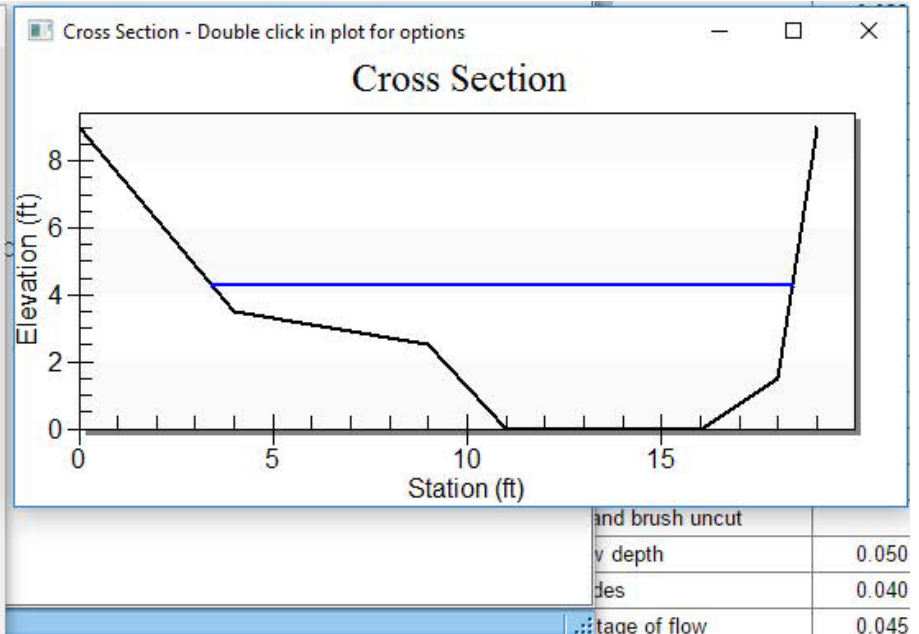 Cross Section - Double click in plot for options
Cross Section
Elevation (ft)
8
6
4
2
0
0
5
10
15
Station (ft)
and brush uncut
depth
0.050
0.040
tage of flow
0.045